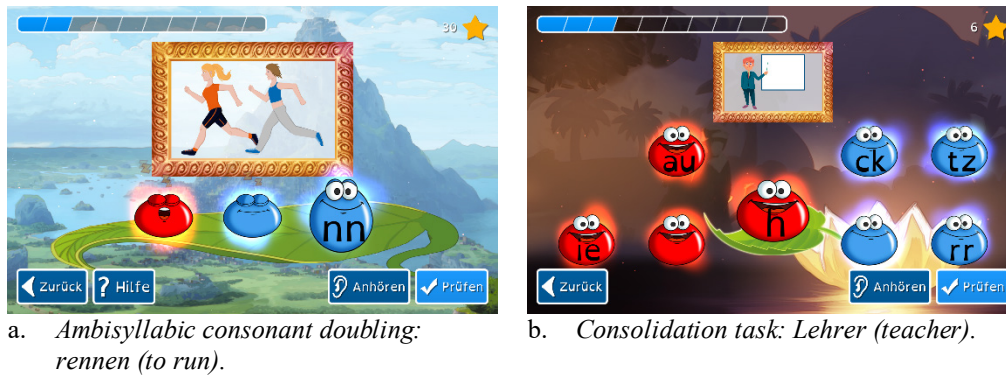 30
6
nn
au
ck
tz
h
ie
rr
Zurück
? Hilfe
Anhören
Prüfen
Zurück
Anhören
Prüfen
a. Ambisyllabic consonant doubling:
rennen (to run).
b. Consolidation task: Lehrer (teacher).